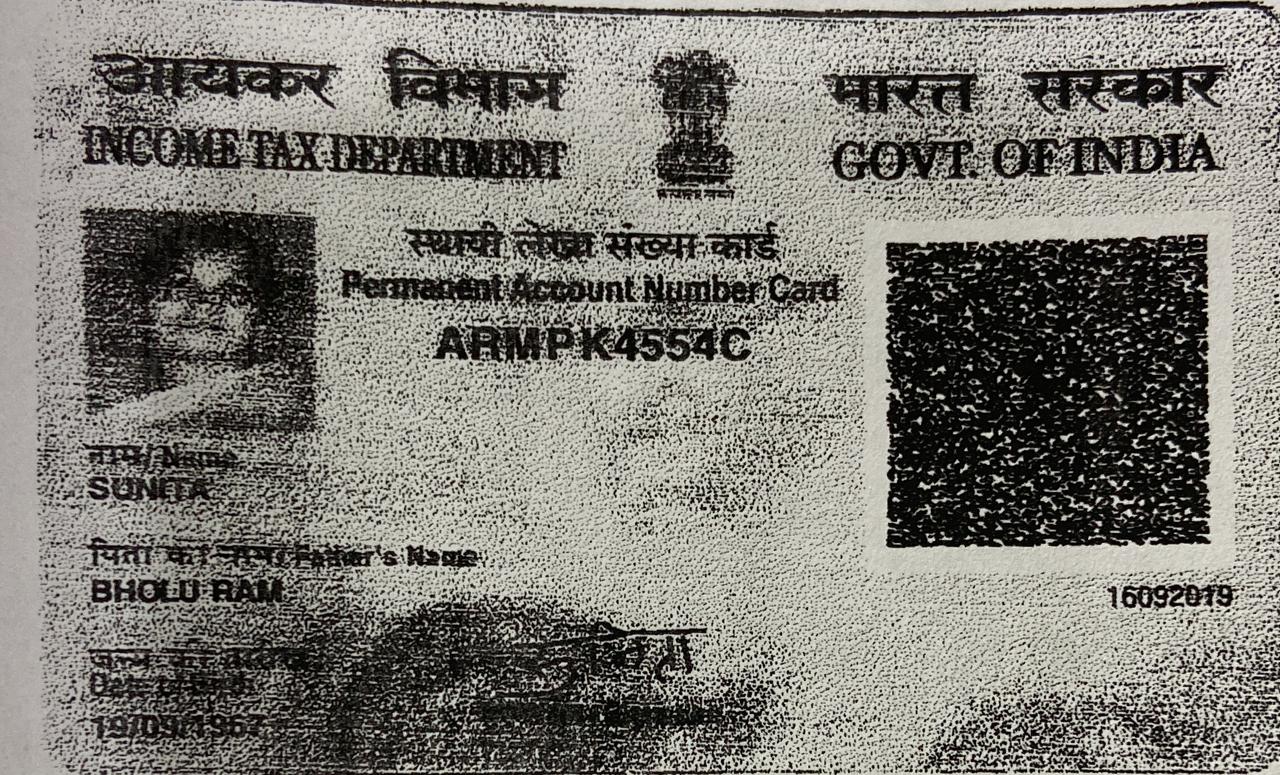 आयकर विभाग
INCOME TAX DEPARTMENT
भारत सरकार
GOVT. OF INDIA
स्थायी लेखा संख्या कार्ड
Permanent Account Number Card
ARMPK4554C
नाम/ Name
SUNITA
पिता का नाम/ Father's Name
BHOLU RAM
16092019
जन्म की तारीख
Date of Birth
19/09/1967
सुनिता